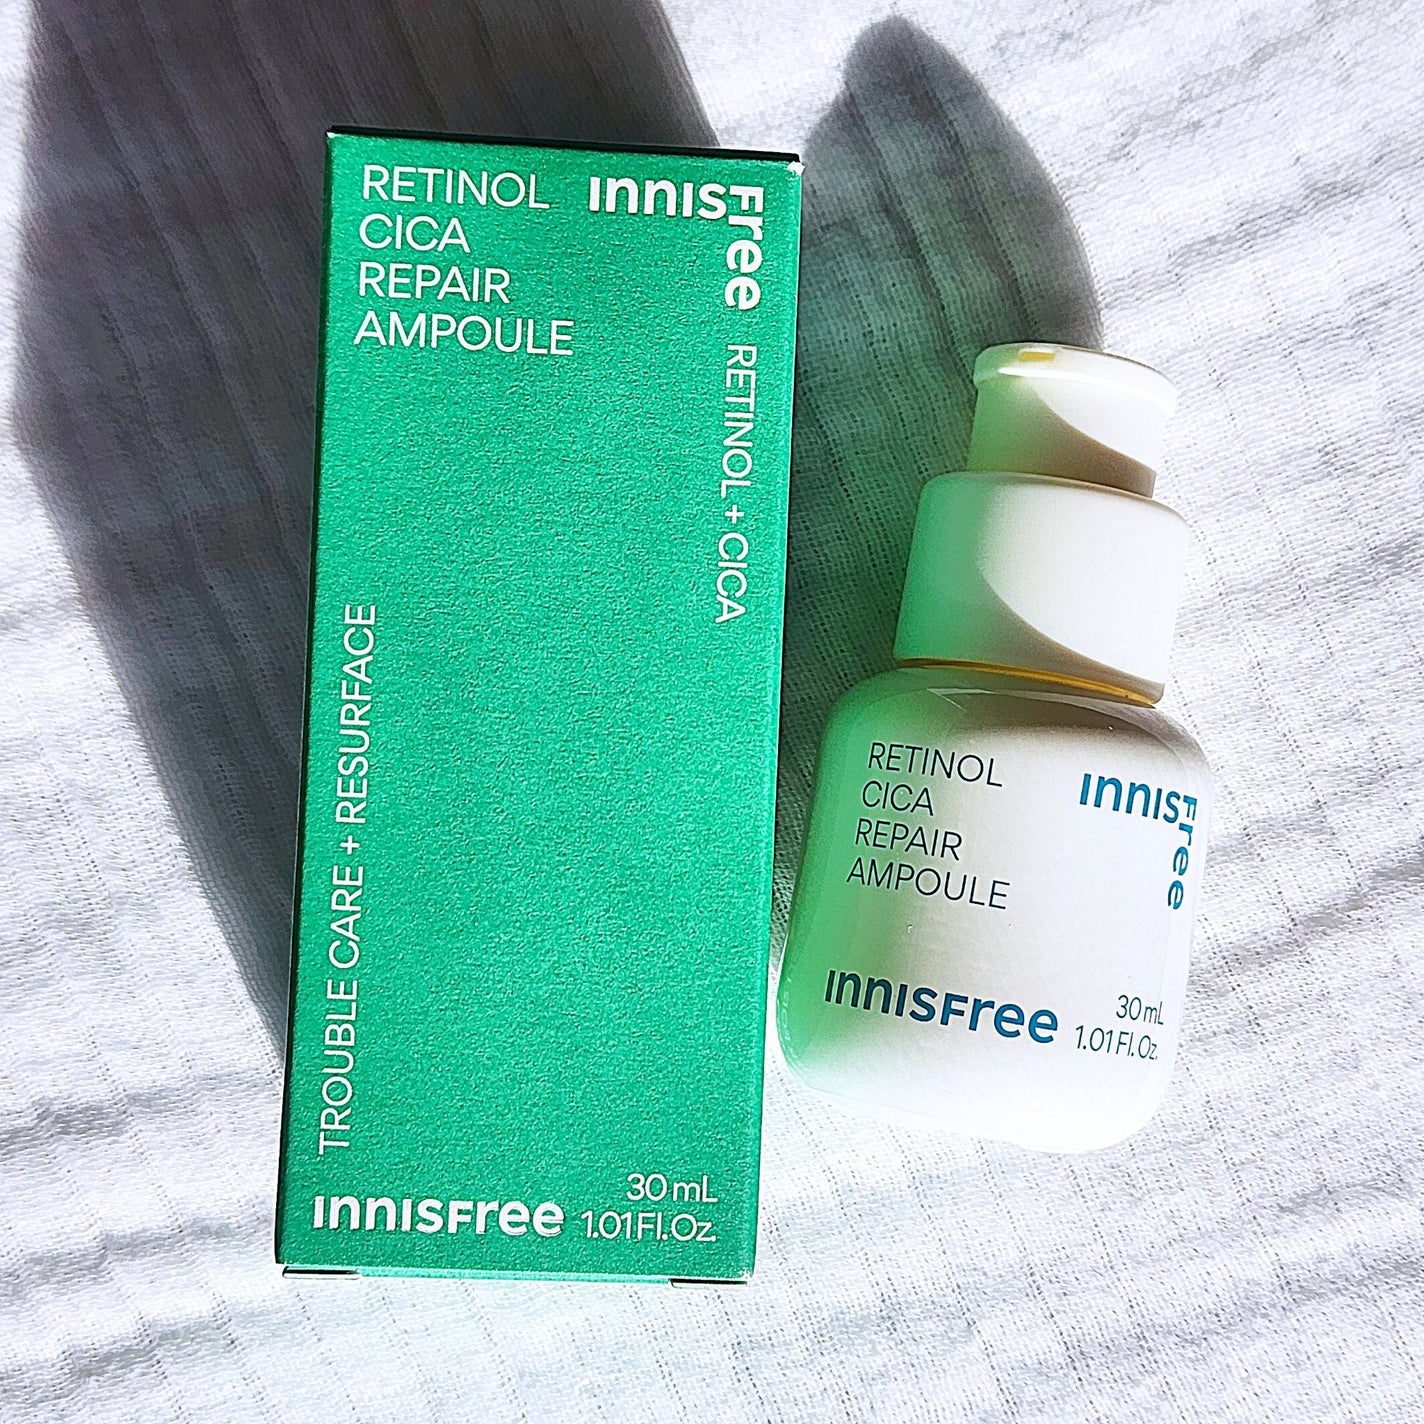 RETINOL
CICA
REPAIR
AMPOULE
innisFree
RETINOL + CICA
TROUBLE CARE + RESURFACE
innisFree
30 mL
1.01 Fl. Oz.
RETINOL
CICA
REPAIR
AMPOULE
innisFree
innisFree
30 mL
1.01 Fl. Oz.